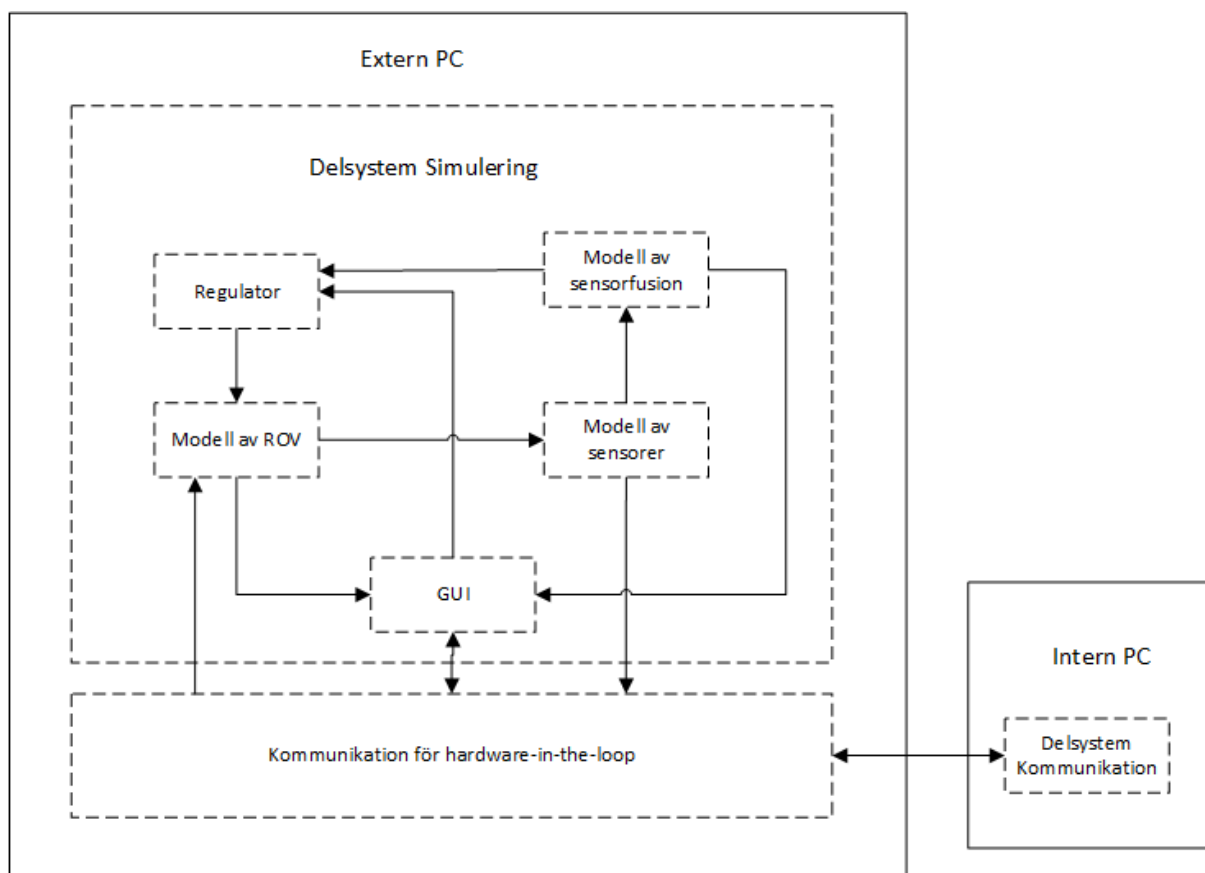 Extern PC
Delsystem Simulering
Modell av
sensorfusion
Regulator
Modell av ROV
Modell av
sensorer
GUI
Intern PC
Kommunikation för hardware-in-the-loop
Delsystem
Kommunikation